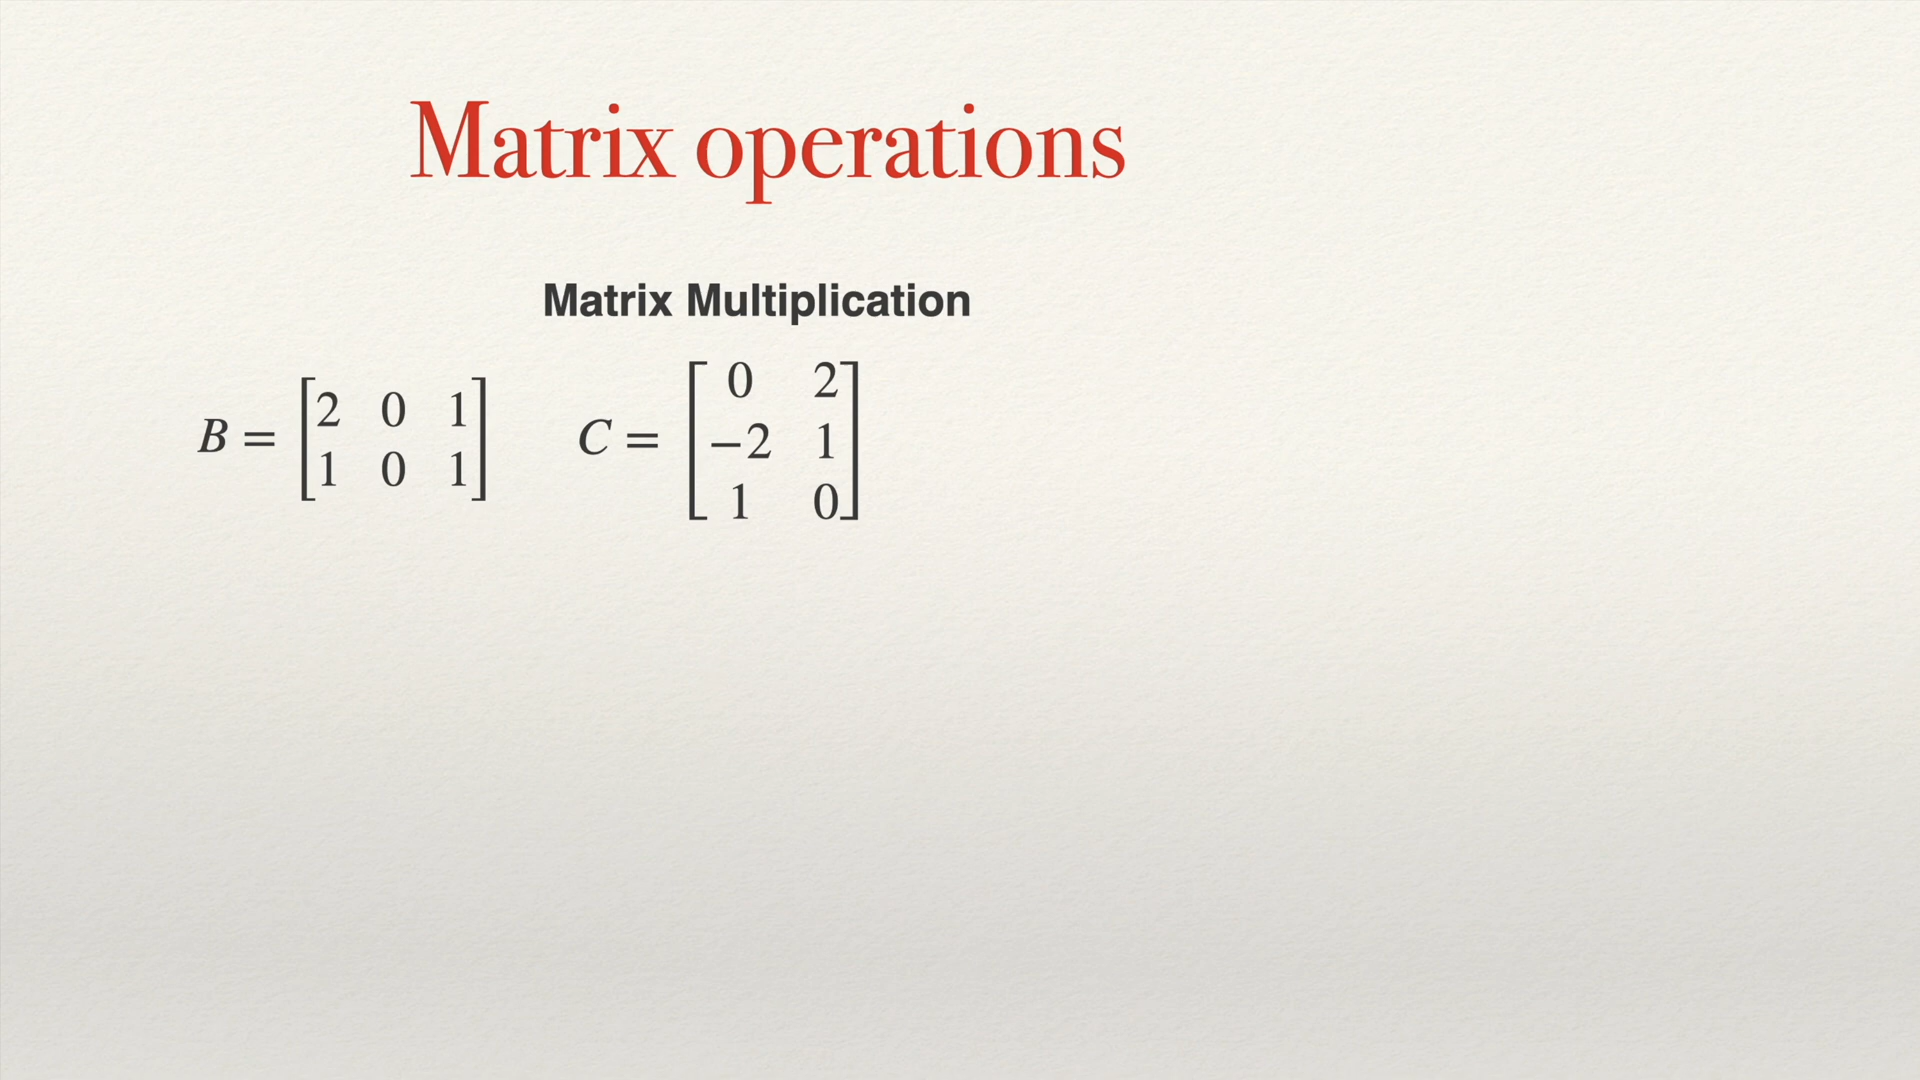 Matrix operations
Matrix Multiplication
B = [2 0 1
1 0 1]
C = [0 2
−2 1
1 0]